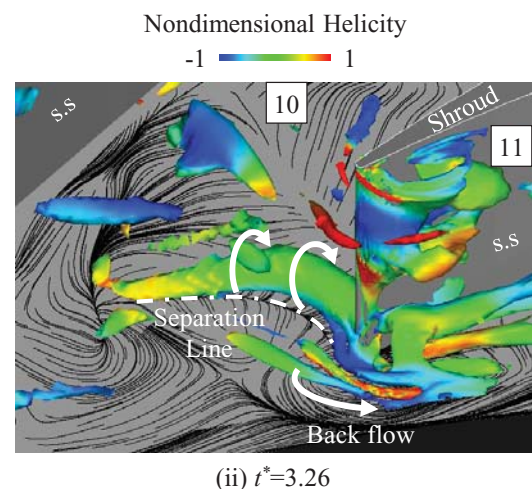 Nondimensional Helicity
-1 1
10
s.s
Shroud
11
s.s
Separation
Line
Back flow
(ii) t*=3.26